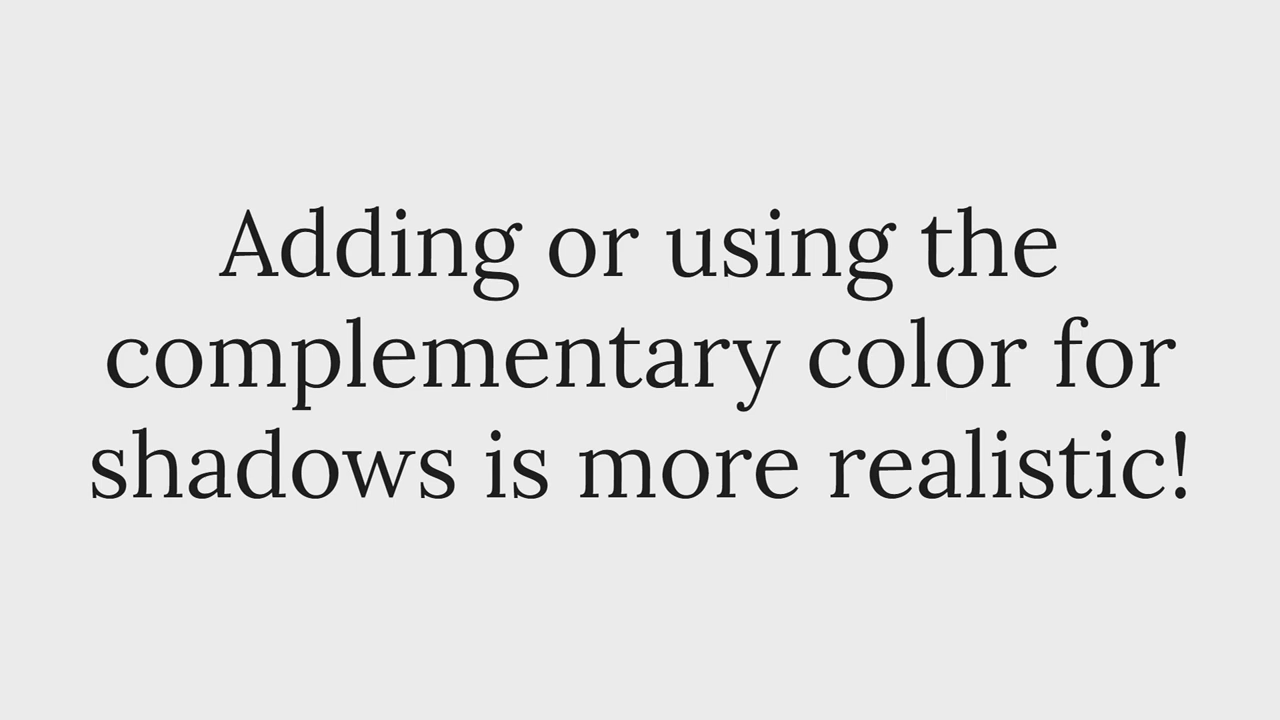 Adding or using the
complementary color for
shadows is more realistic!